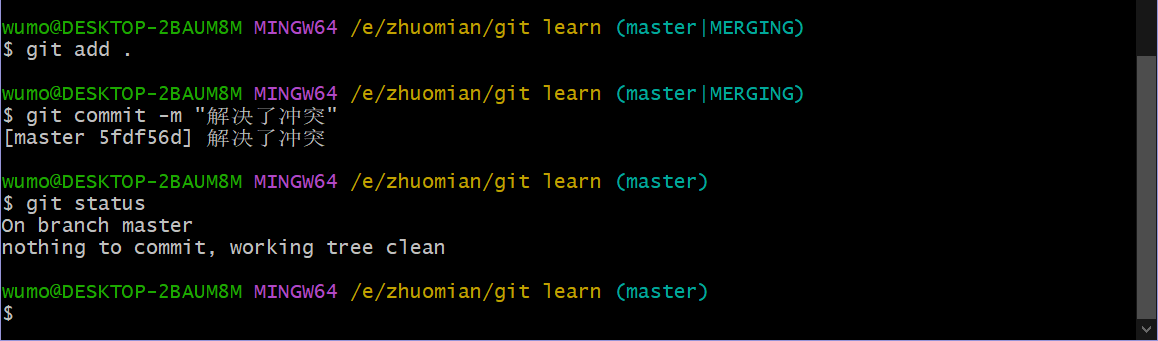 wumo@DESKTOP-2BAUM8M MINGW64 /e/zhuomian/git learn (master|MERGING)
$ git add .
wumo@DESKTOP-2BAUM8M MINGW64 /e/zhuomian/git learn (master|MERGING)
$ git commit -m "解决了冲突"
[master 5fdf56d] 解决了冲突
wumo@DESKTOP-2BAUM8M MINGW64 /e/zhuomian/git learn (master)
$ git status
On branch master
nothing to commit, working tree clean
wumo@DESKTOP-2BAUM8M MINGW64 /e/zhuomian/git learn (master)
$